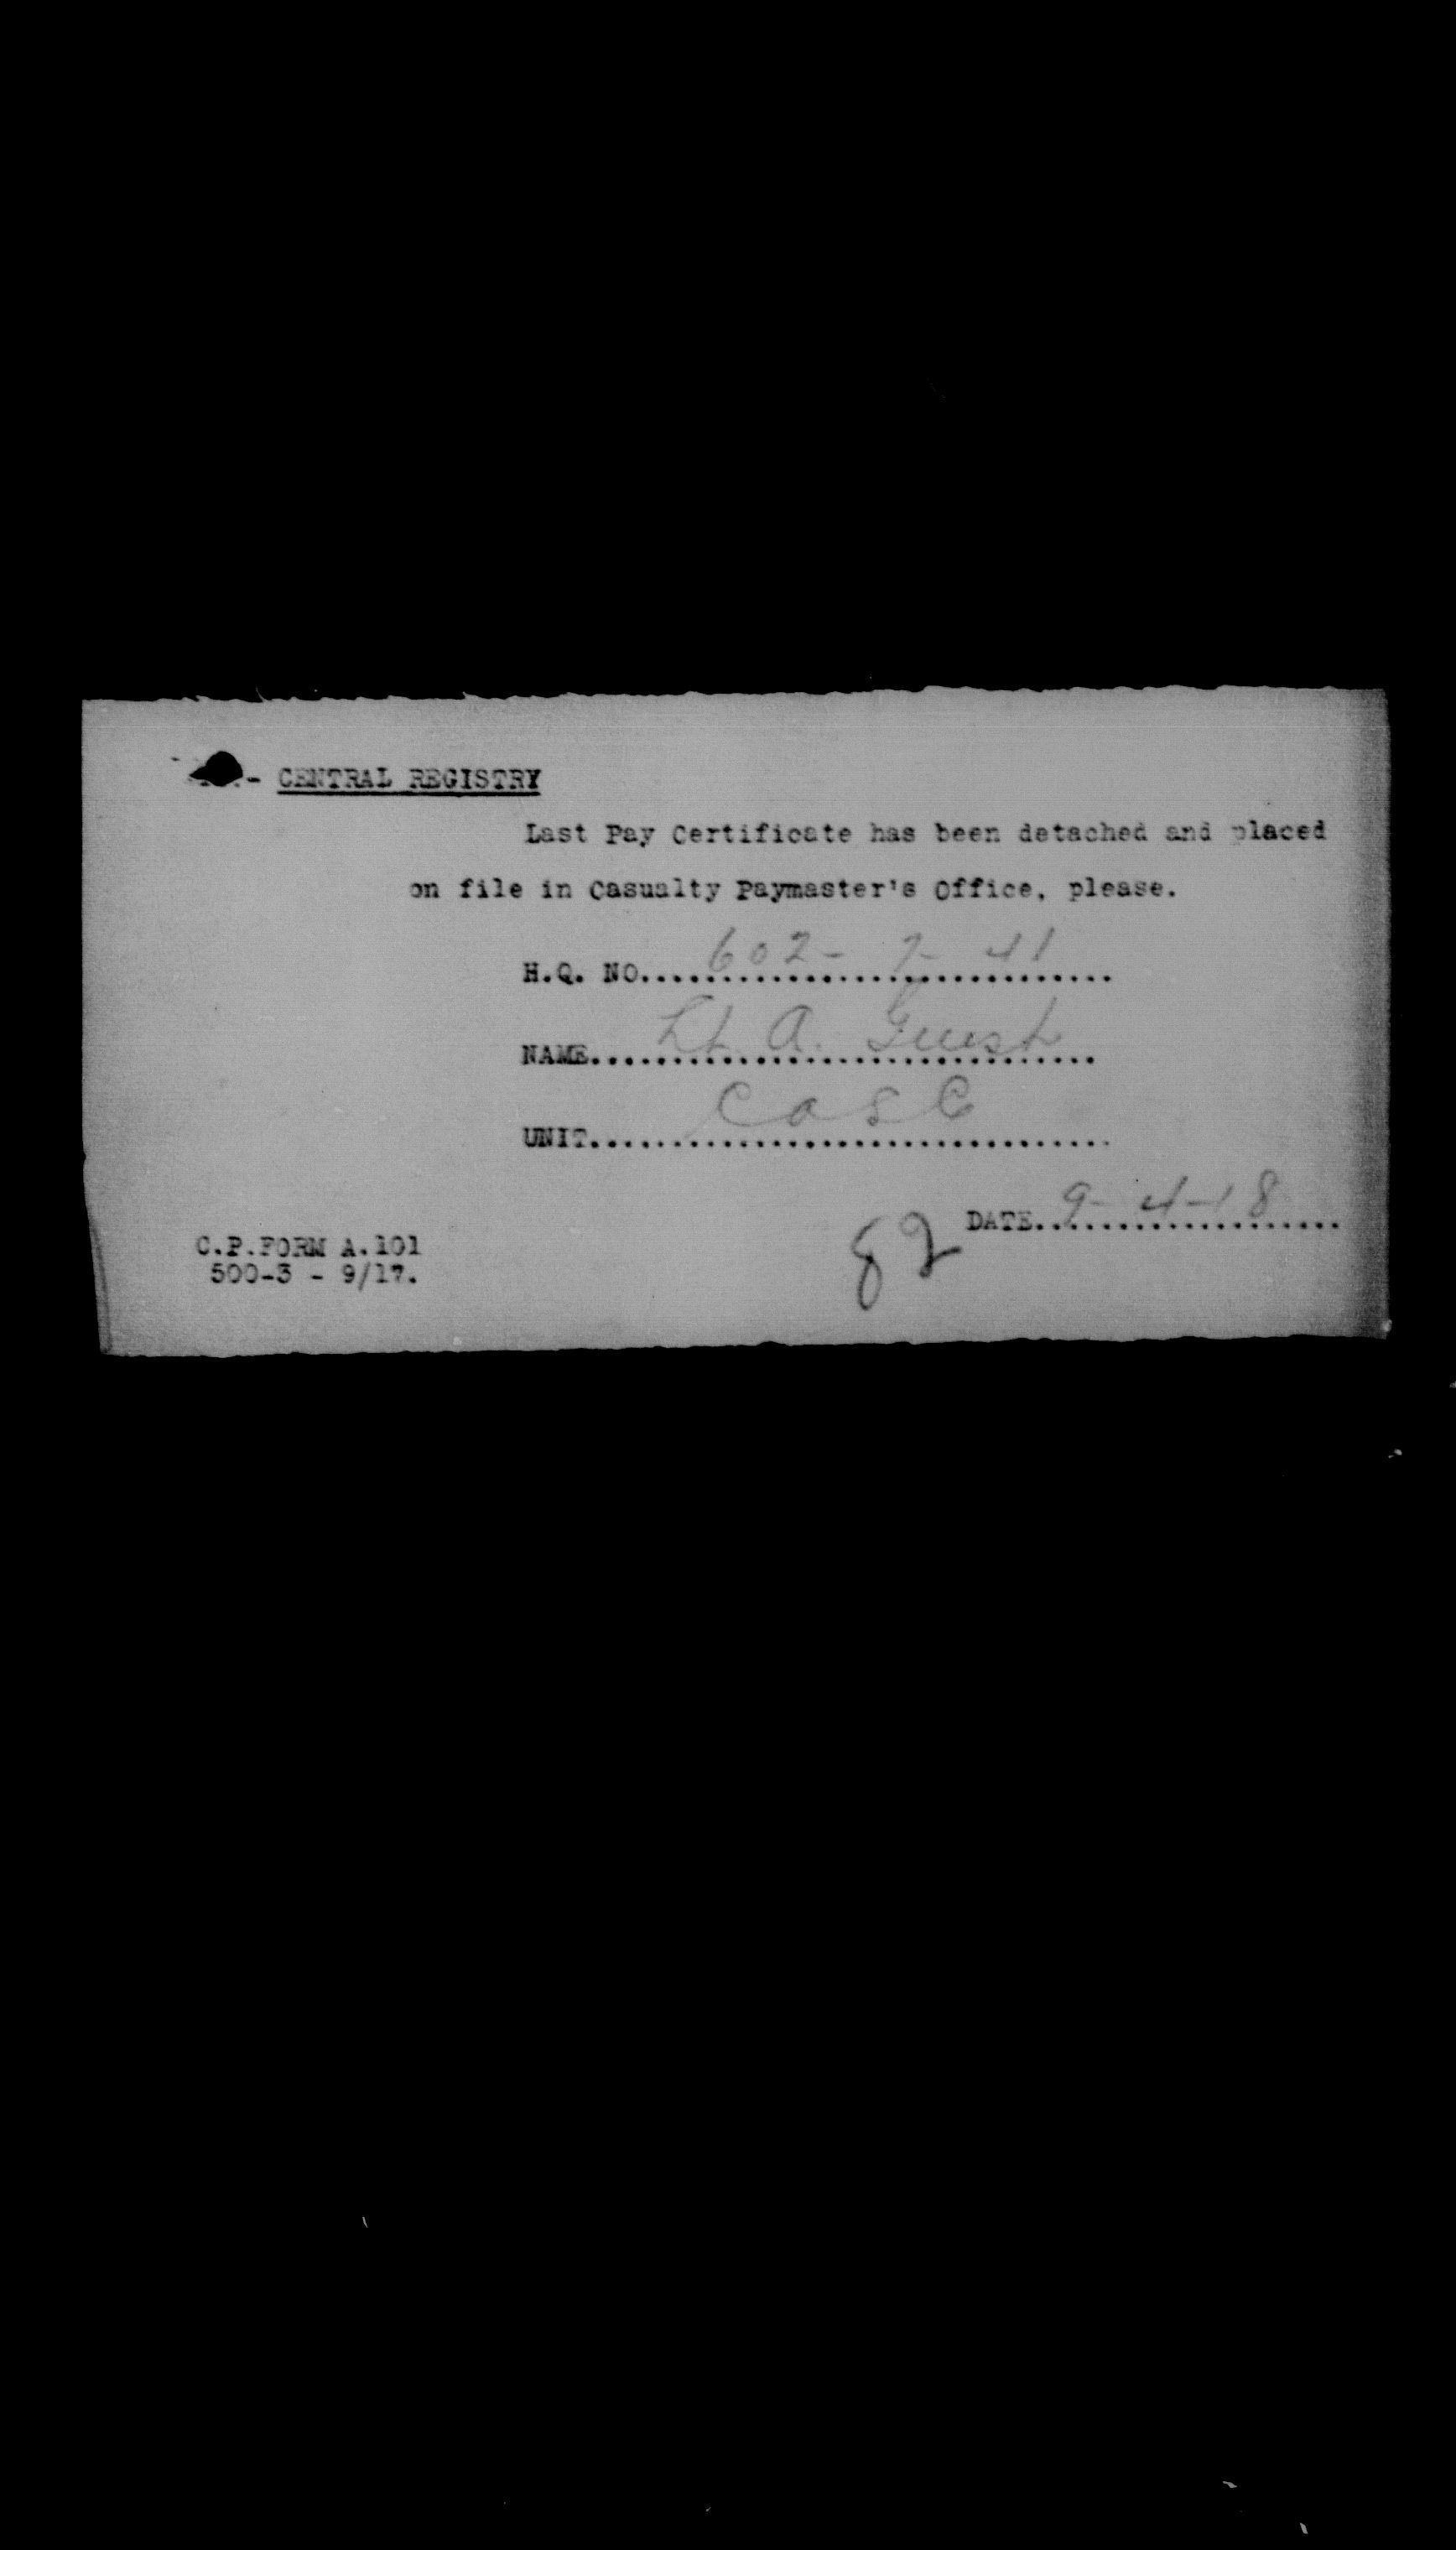 - CENTRAL REGISTRY
Last Pay Certificate has been detached and placed
on file in Casualty Paymaster's Office, please.
H.Q. NO....602-7-41
NAME....Lt. A. Guest
UNIT....C A S C
DATE....9-4-18
82
C.P.FORM A.101
500-3 - 9/17.